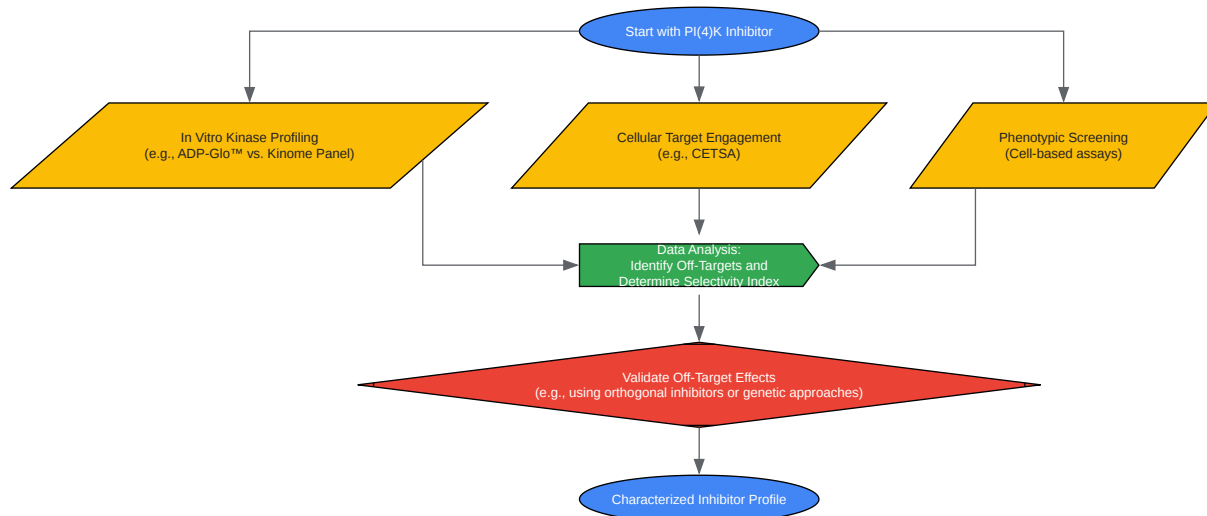 Start with PI(4)K Inhibitor
In Vitro Kinase Profiling
(e.g., ADP-Glo™ vs. Kinome Panel)
Cellular Target Engagement
(e.g., CETSA)
Phenotypic Screening
(Cell-based assays)
Data Analysis:
Identify Off-Targets and
Determine Selectivity Index
Validate Off-Target Effects
(e.g., using orthogonal inhibitors or genetic approaches)
Characterized Inhibitor Profile